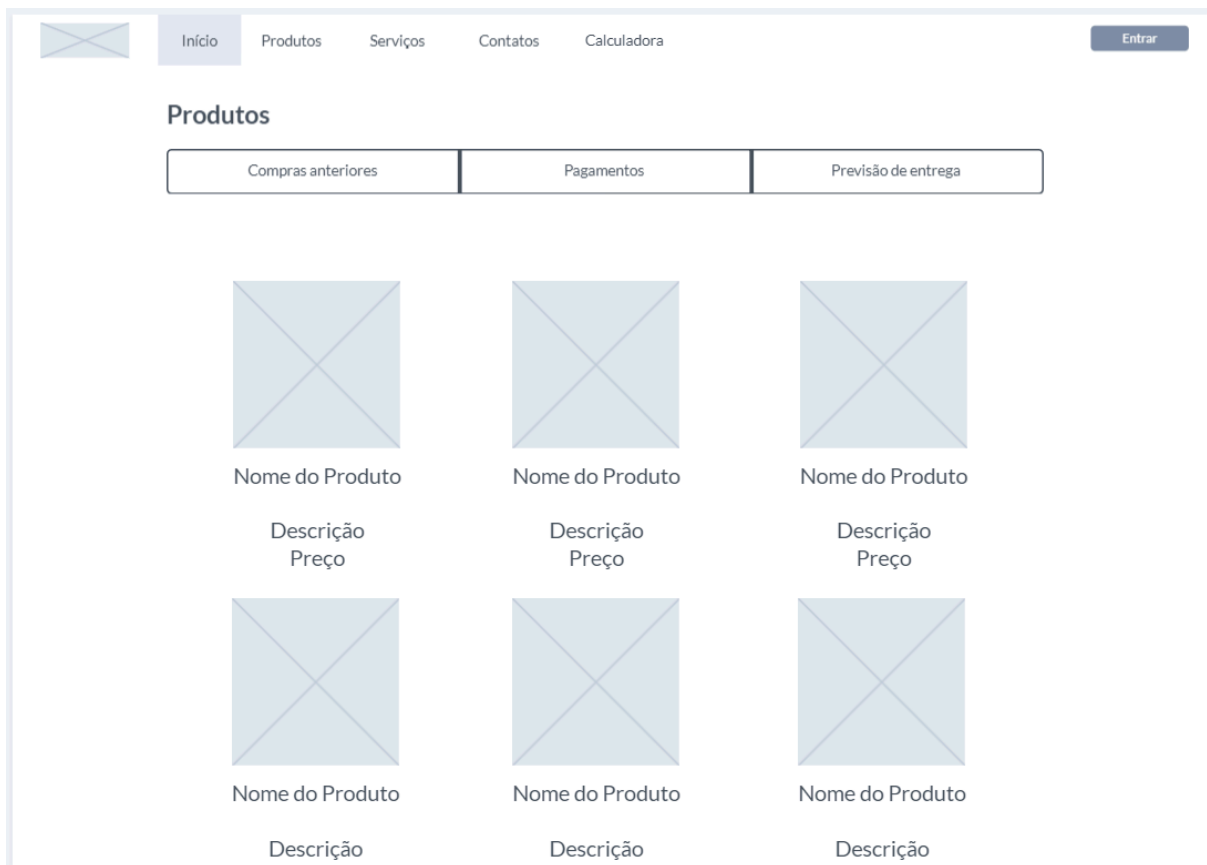 Início Produtos Serviços Contatos Calculadora Entrar
Produtos
Compras anteriores Pagamentos Previsão de entrega
Nome do Produto Nome do Produto Nome do Produto
Descrição Descrição Descrição
Preço Preço Preço
Nome do Produto Nome do Produto Nome do Produto
Descrição Descrição Descrição